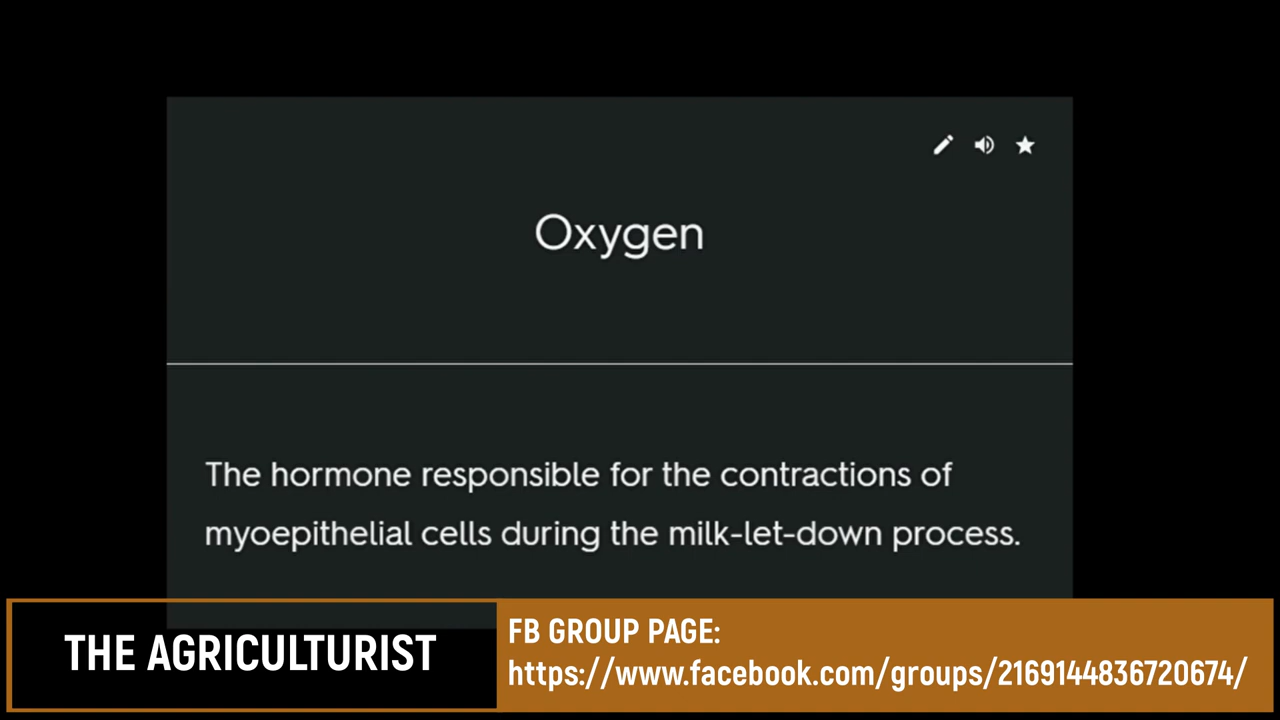 Oxygen
The hormone responsible for the contractions of
myoepithelial cells during the milk-let-down process.
THE AGRICULTURIST
FB GROUP PAGE:
https://www.facebook.com/groups/2169144836720674/